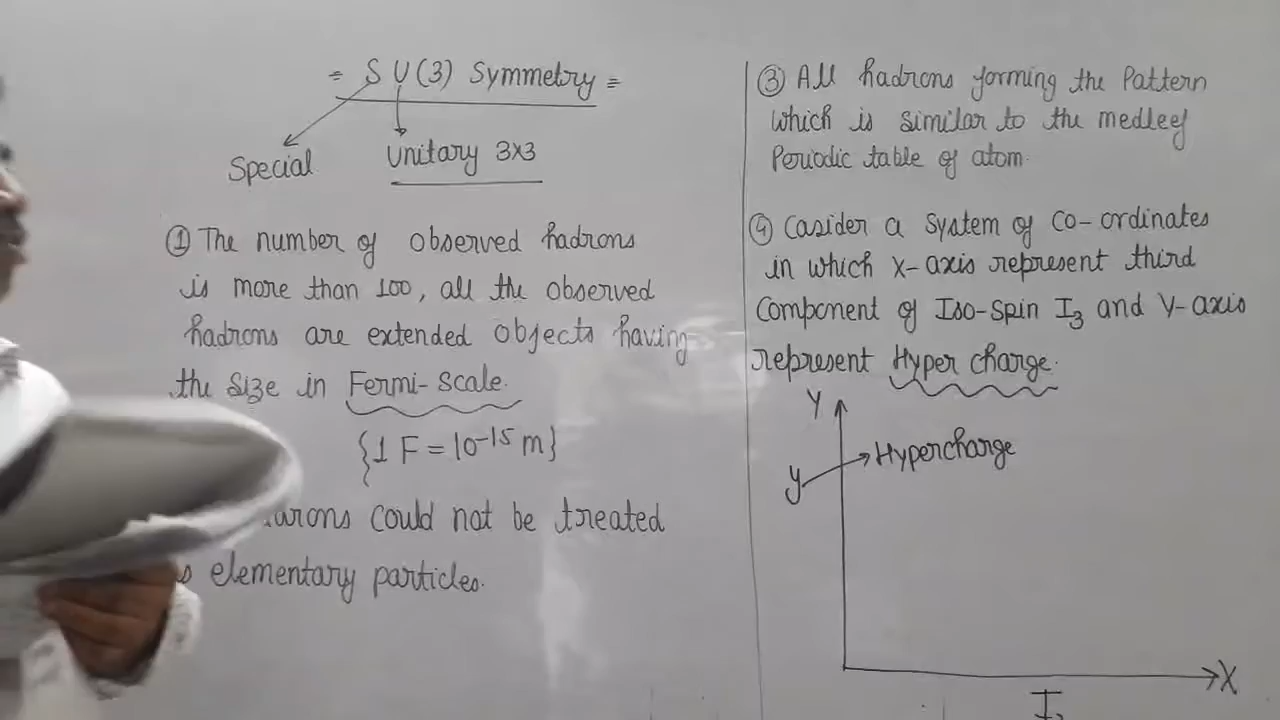 = SU(3) Symmetry =
Special
Unitary 3x3
① The number of observed hadrons
is more than 100, all the observed
hadrons are extended objects having
the size in Fermi-scale.
{1 F = 10⁻¹⁵ m}
could not be treated
elementary particles.
③ All hadrons forming the Pattern
which is similar to the medleef
Periodic table of atom.
④ Casider a System of Co-ordinates
in which X-axis represent third
Component of Iso-spin I₃ and Y-axis
represent Hyper charge.
Y
Hypercharge
y
X